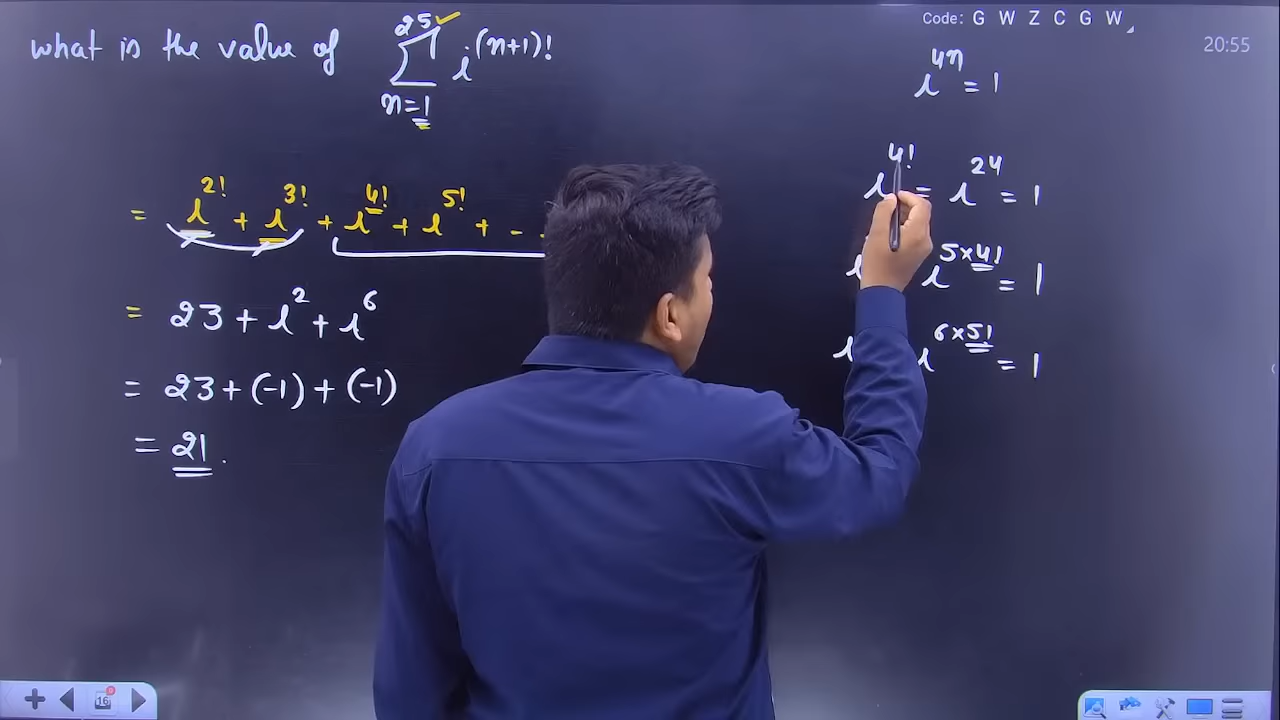 what is the value of 25 ∑ n=1 i^(n+1)!
Code: G W Z C G W
20:55
i^4n = 1
= i^2! + i^3! + i^4! + i^5! + - -
= 23 + i^2 + i^6
= 23 + (-1) + (-1)
= 21.
i^4! = i^24 = 1
i i^5×4! = 1
i i^6×5! = 1
16